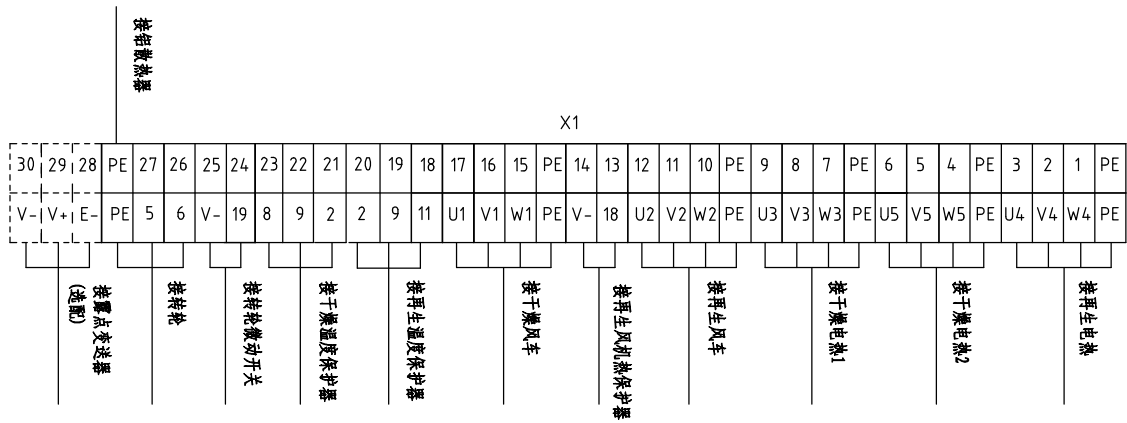 接铝散热器
X1
30 29 28 PE 27 26 25 24 23 22 21 20 19 18 17 16 15 PE 14 13 12 11 10 PE 9 8 7 PE 6 5 4 PE 3 2 1 PE
V- V+ E- PE 5 6 V- 19 8 9 2 2 9 11 U1 V1 W1 PE V- 18 U2 V2 W2 PE U3 V3 W3 PE U5 V5 W5 PE U4 V4 W4 PE
接露点变送器
(选配)
接转轮
接转轮微动开关
接干燥温度保护器
接再生温度保护器
接干燥风车
接再生风机热保护器
接再生风车
接干燥电热1
接干燥电热2
接再生电热